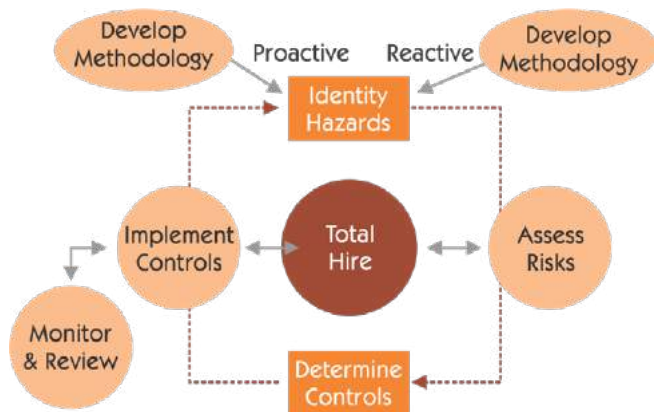 Develop
Methodology
Proactive
Reactive
Develop
Methodology
Identity
Hazards
Implement
Controls
Total
Hire
Assess
Risks
Monitor
& Review
Determine
Controls